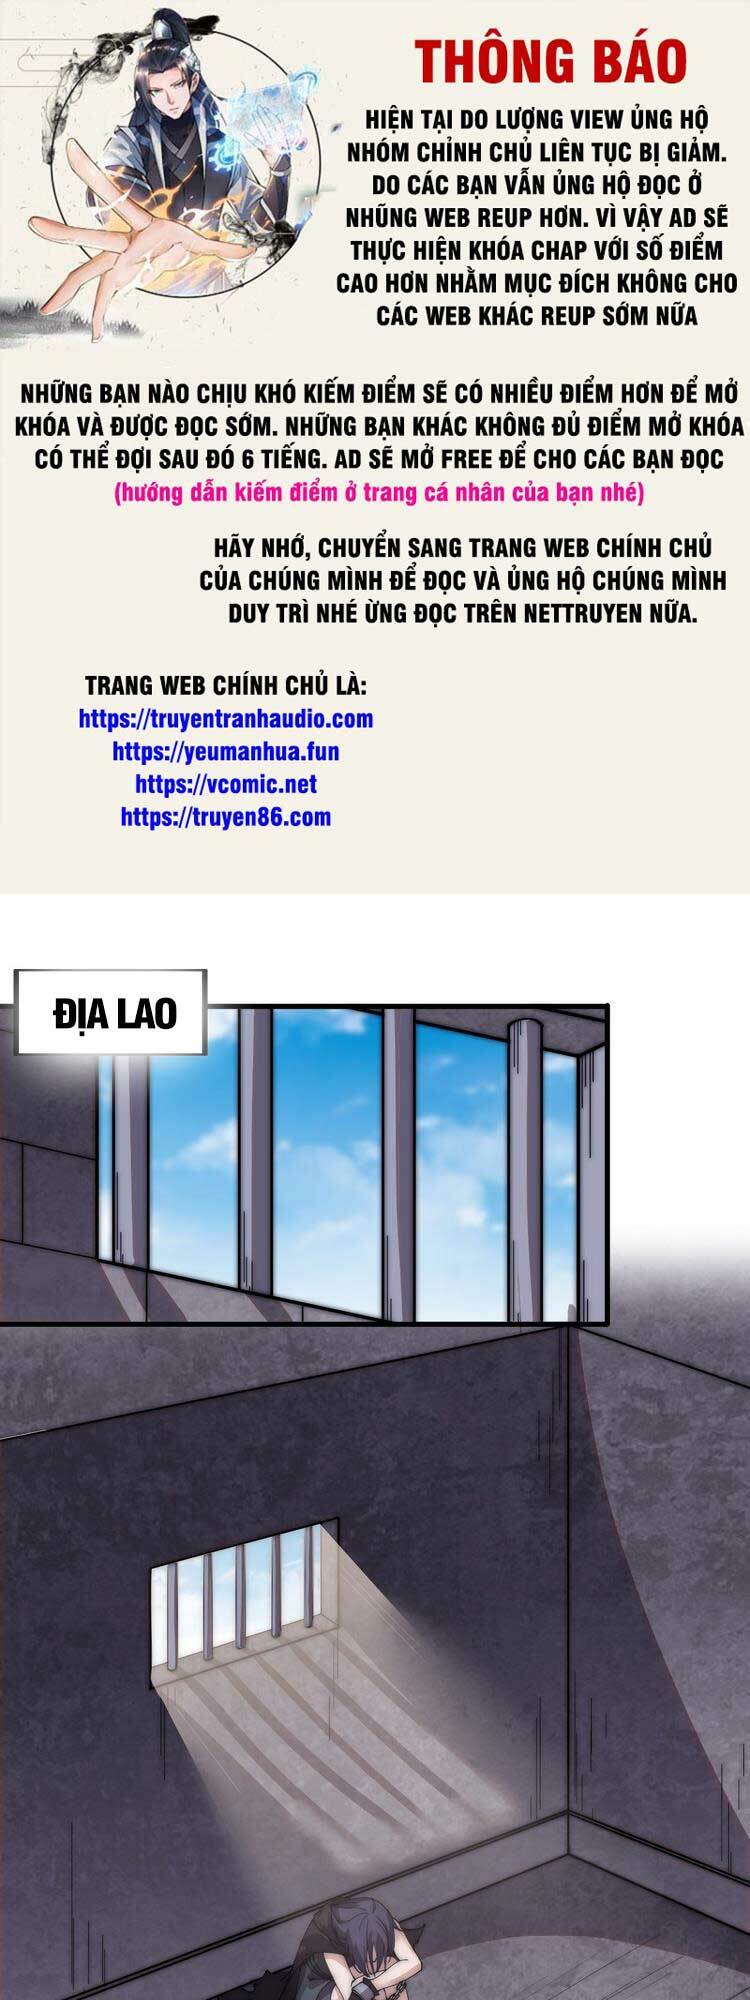 THÔNG BÁO
HIỆN TẠI DO LƯỢNG VIEW ỦNG HỘ
NHÓM CHỈNH CHỦ LIÊN TỤC BỊ GIẢM.
DO CÁC BẠN VẪN ỦNG HỘ ĐỌC Ở
NHŨNG WEB REUP HƠN. VÌ VẬY AD SẼ
THỰC HIỆN KHÓA CHAP VỚI SỐ ĐIỂM
CAO HƠN NHẰM MỤC ĐÍCH KHÔNG CHO
CÁC WEB KHÁC REUP SỚM NỮA
NHỮNG BẠN NÀO CHỊU KHÓ KIẾM ĐIỂM SẼ CÓ NHIỀU ĐIỂM HƠN ĐỂ MỞ
KHÓA VÀ ĐƯỢC ĐỌC SỚM. NHỮNG BẠN KHÁC KHÔNG ĐỦ ĐIỂM MỞ KHÓA
CÓ THỂ ĐỢI SAU ĐÓ 6 TIẾNG. AD SẼ MỞ FREE ĐỂ CHO CÁC BẠN ĐỌC
(hướng dẫn kiếm điểm ở trang cá nhân của bạn nhé)
HÃY NHỚ, CHUYỂN SANG TRANG WEB CHÍNH CHỦ
CỦA CHÚNG MÌNH ĐỂ ĐỌC VÀ ỦNG HỘ CHÚNG MÌNH
DUY TRÌ NHÉ ỪNG ĐỌC TRÊN NETTRUYEN NỮA.
TRANG WEB CHÍNH CHỦ LÀ:
https://truyentranhaudio.com
https://yeumanhua.fun
https://vcomic.net
https://truyen86.com
ĐỊA LAO